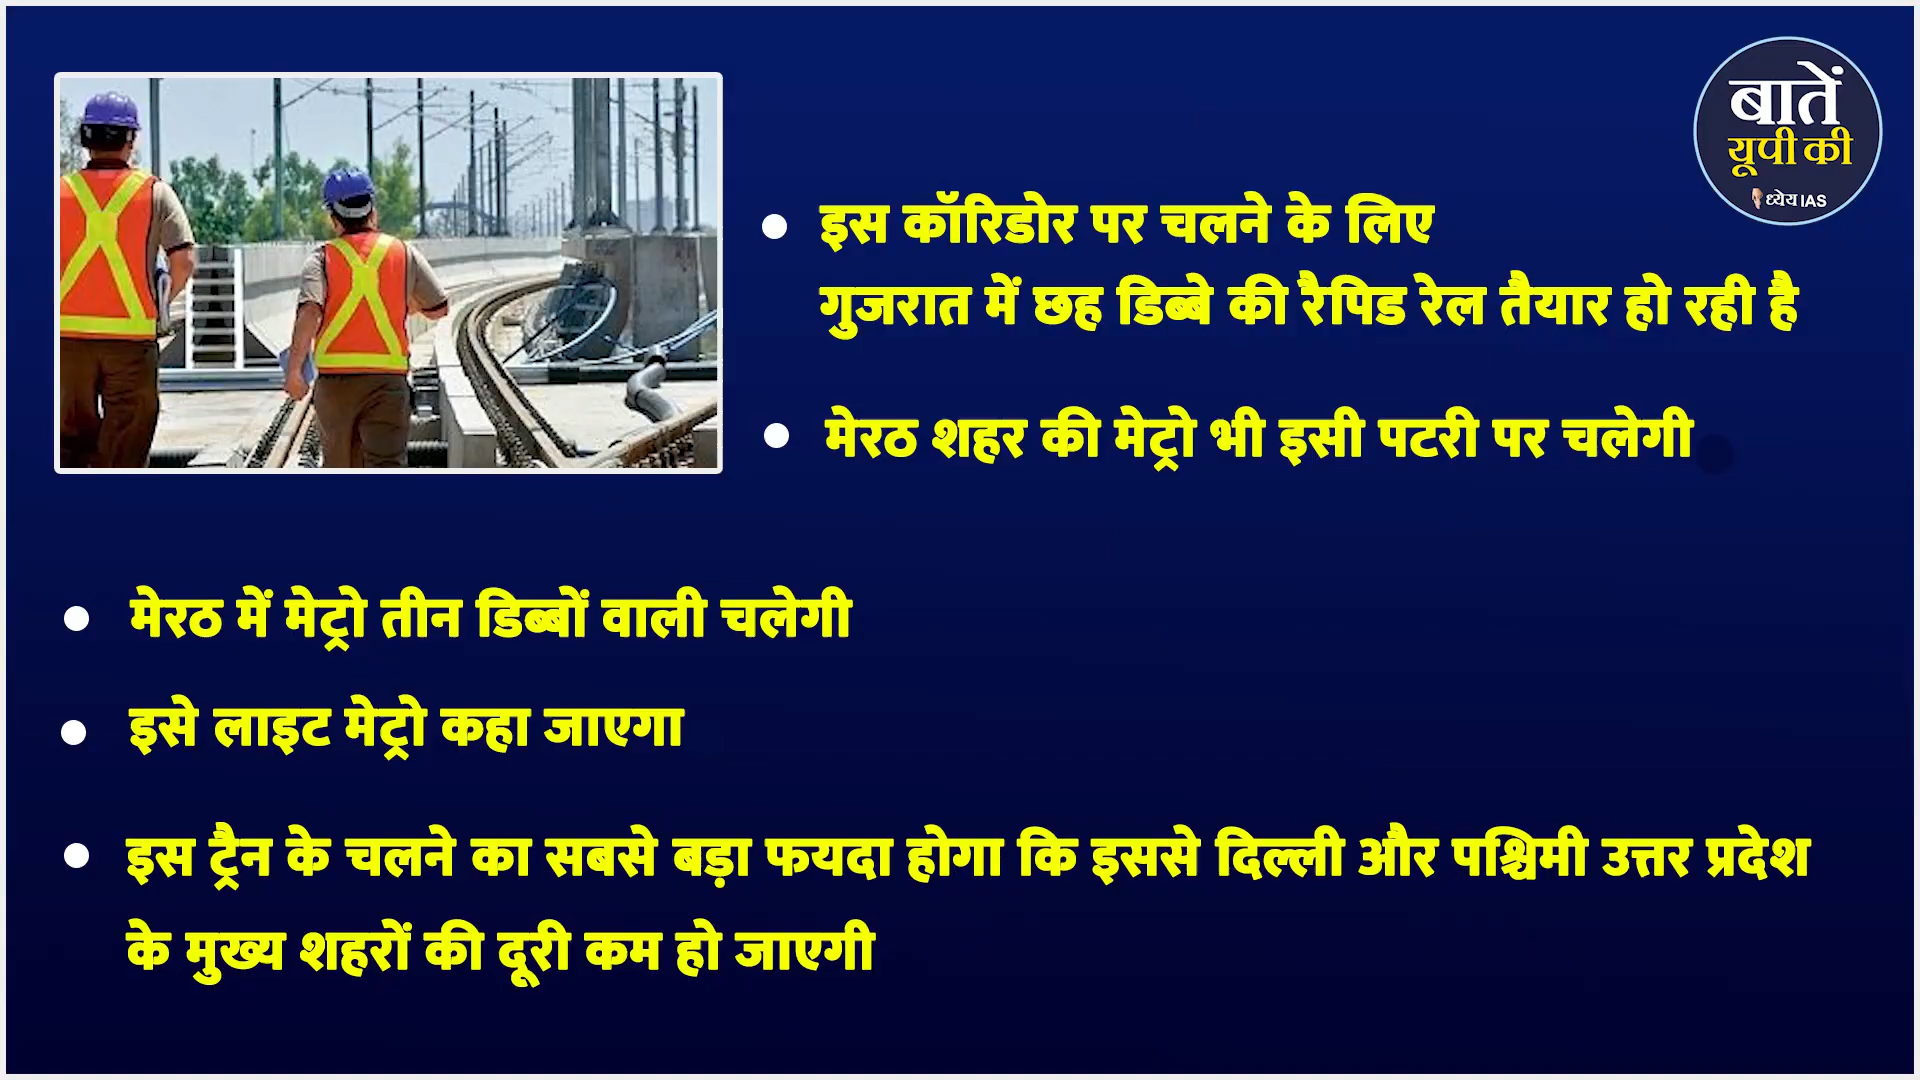 बातें
यूपी की
ध्येय IAS
इस कॉरिडोर पर चलने के लिए
गुजरात में छह डिब्बे की रैपिड रेल तैयार हो रही है
मेरठ शहर की मेट्रो भी इसी पटरी पर चलेगी
मेरठ में मेट्रो तीन डिब्बों वाली चलेगी
इसे लाइट मेट्रो कहा जाएगा
इस ट्रैन के चलने का सबसे बड़ा फयदा होगा कि इससे दिल्ली और पश्चिमी उत्तर प्रदेश
के मुख्य शहरों की दूरी कम हो जाएगी